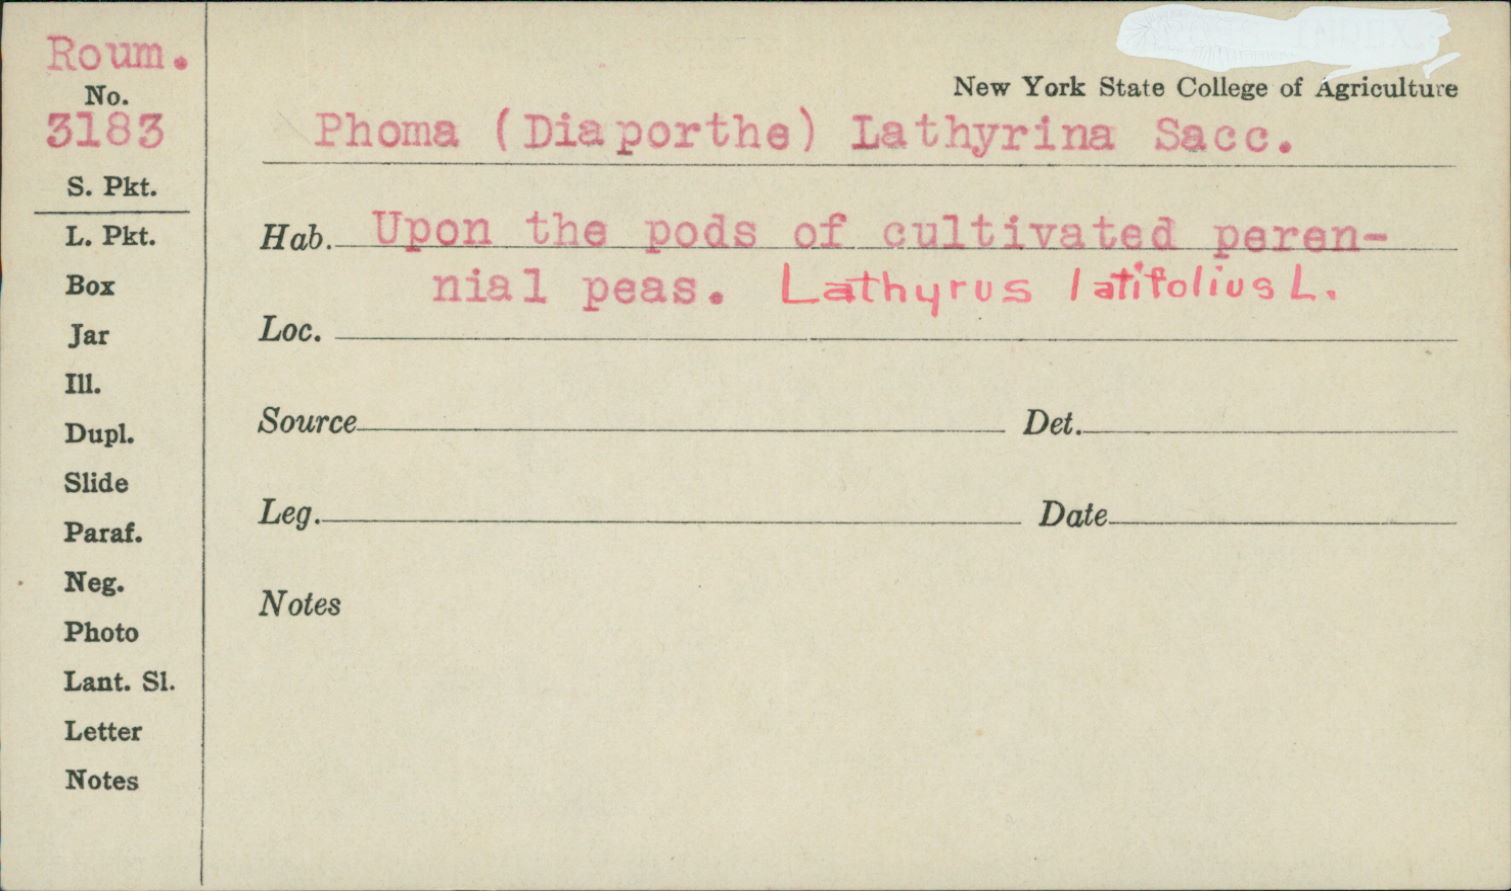 Roum.
No.
3183
S. Pkt.
L. Pkt.
Box
Jar
Ill.
Dupl.
Slide
Paraf.
Neg.
Photo
Lant. Sl.
Letter
Notes
New York State College of Agriculture
Phoma (Diaporthe) Lathyrina Sacc.
Hab. Upon the pods of cultivated peren-
nial peas. Lathyrus latifolius L.
Loc.
Source Det.
Leg. Date
Notes